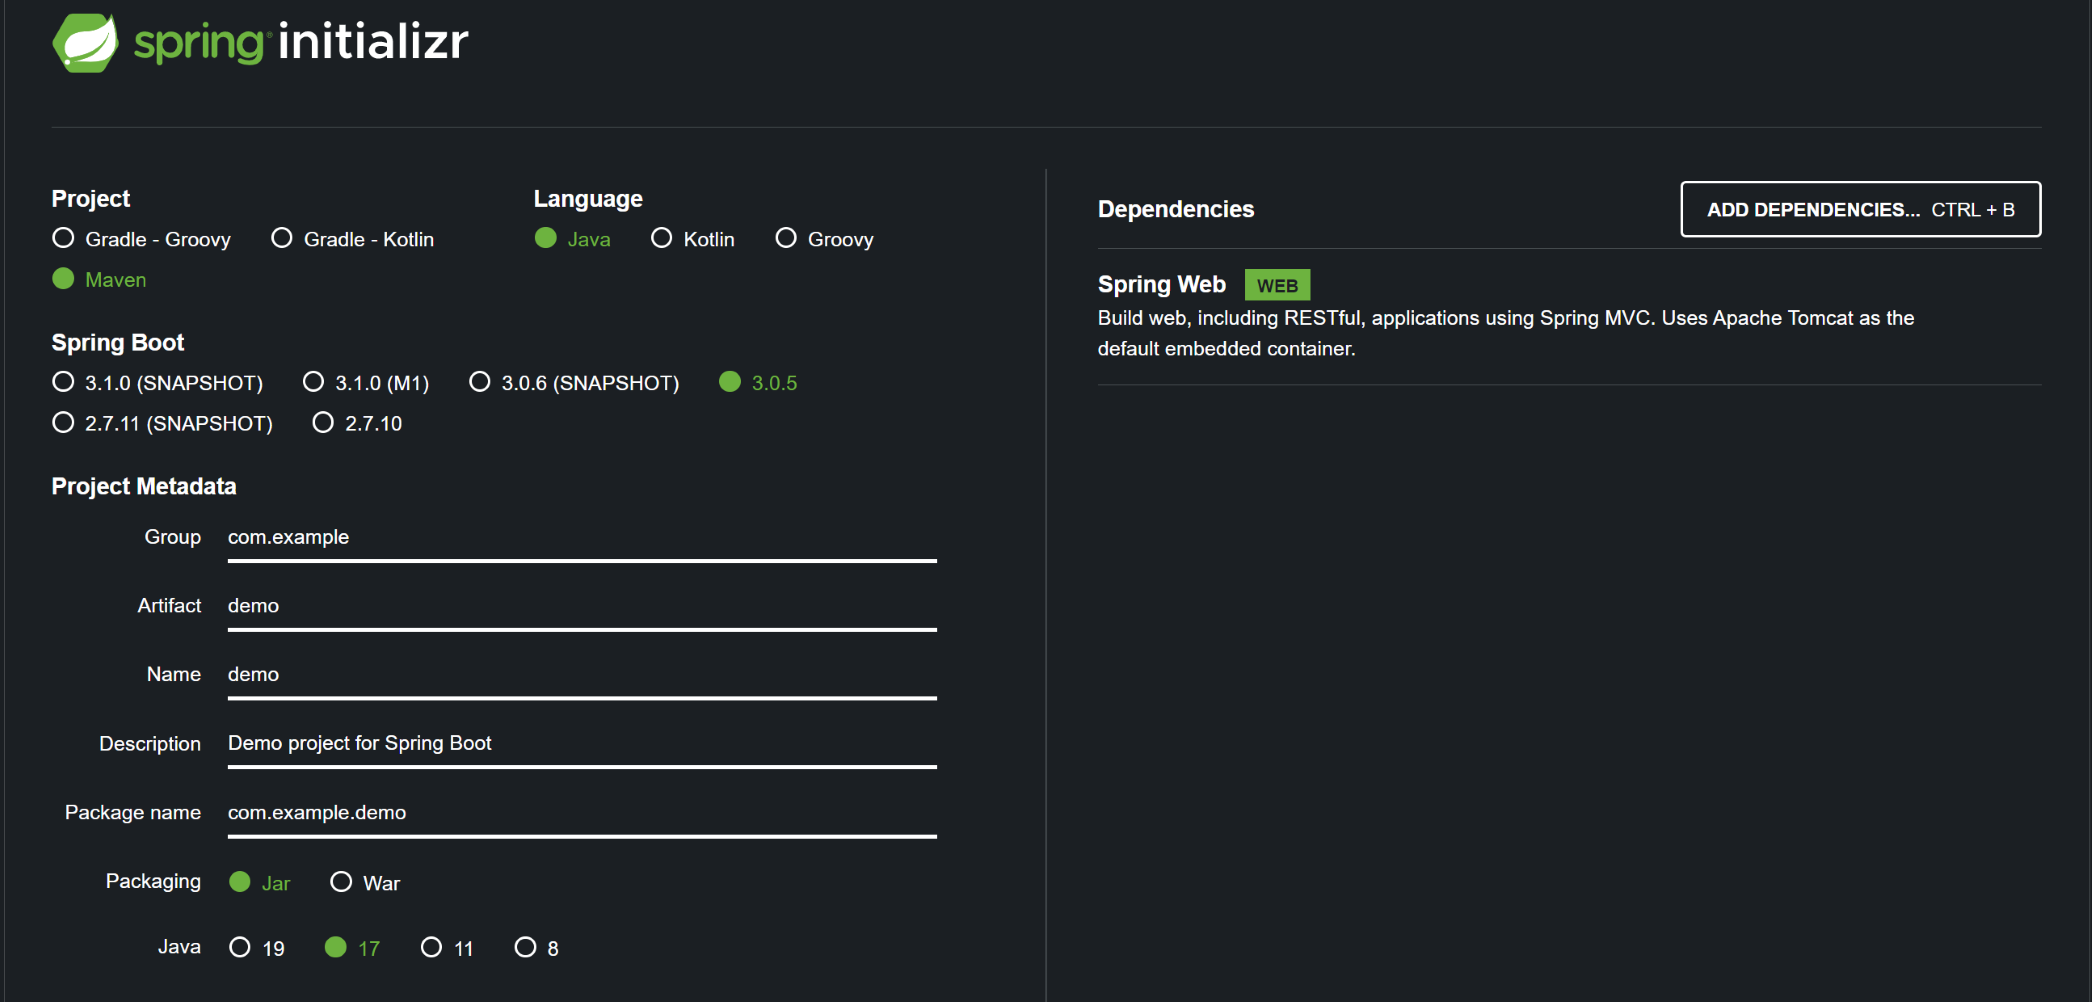 spring initializr
Project
Gradle - Groovy Gradle - Kotlin
Maven
Language
Java Kotlin Groovy
Spring Boot
3.1.0 (SNAPSHOT) 3.1.0 (M1) 3.0.6 (SNAPSHOT) 3.0.5
2.7.11 (SNAPSHOT) 2.7.10
Project Metadata
Group com.example
Artifact demo
Name demo
Description Demo project for Spring Boot
Package name com.example.demo
Packaging Jar War
Java 19 17 11 8
Dependencies
ADD DEPENDENCIES... CTRL + B
Spring Web WEB
Build web, including RESTful, applications using Spring MVC. Uses Apache Tomcat as the
default embedded container.